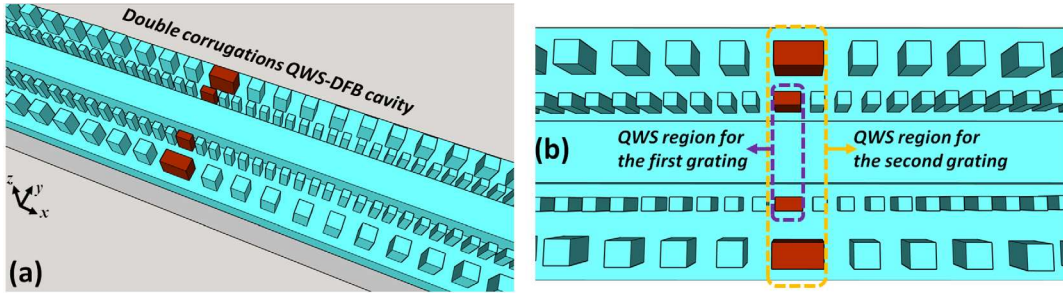 Double corrugations QWS-DFB cavity
z
y
x
(a)
(b)
QWS region for
the first grating
QWS region for
the second grating